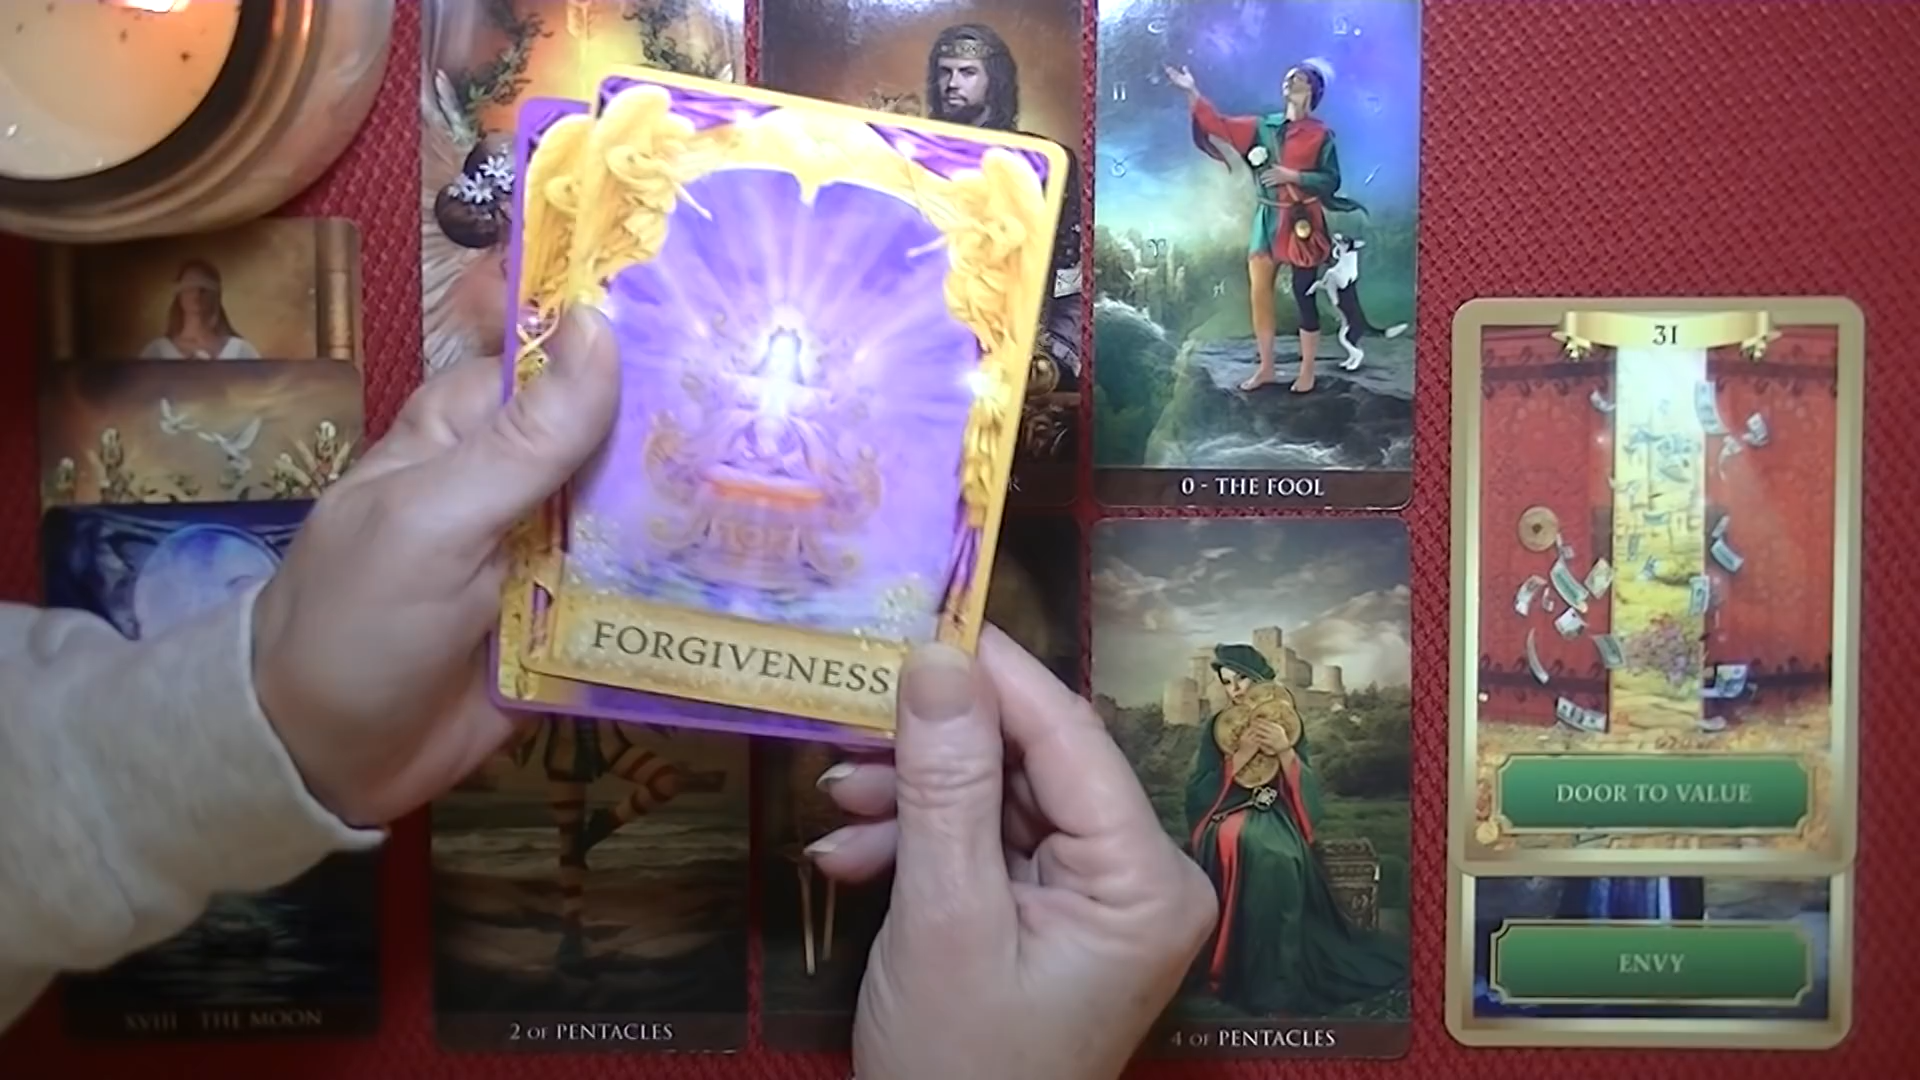 0 - THE FOOL
31
FORGIVENESS
DOOR TO VALUE
ENVY
XVIII THE MOON
2 OF PENTACLES
4 OF PENTACLES